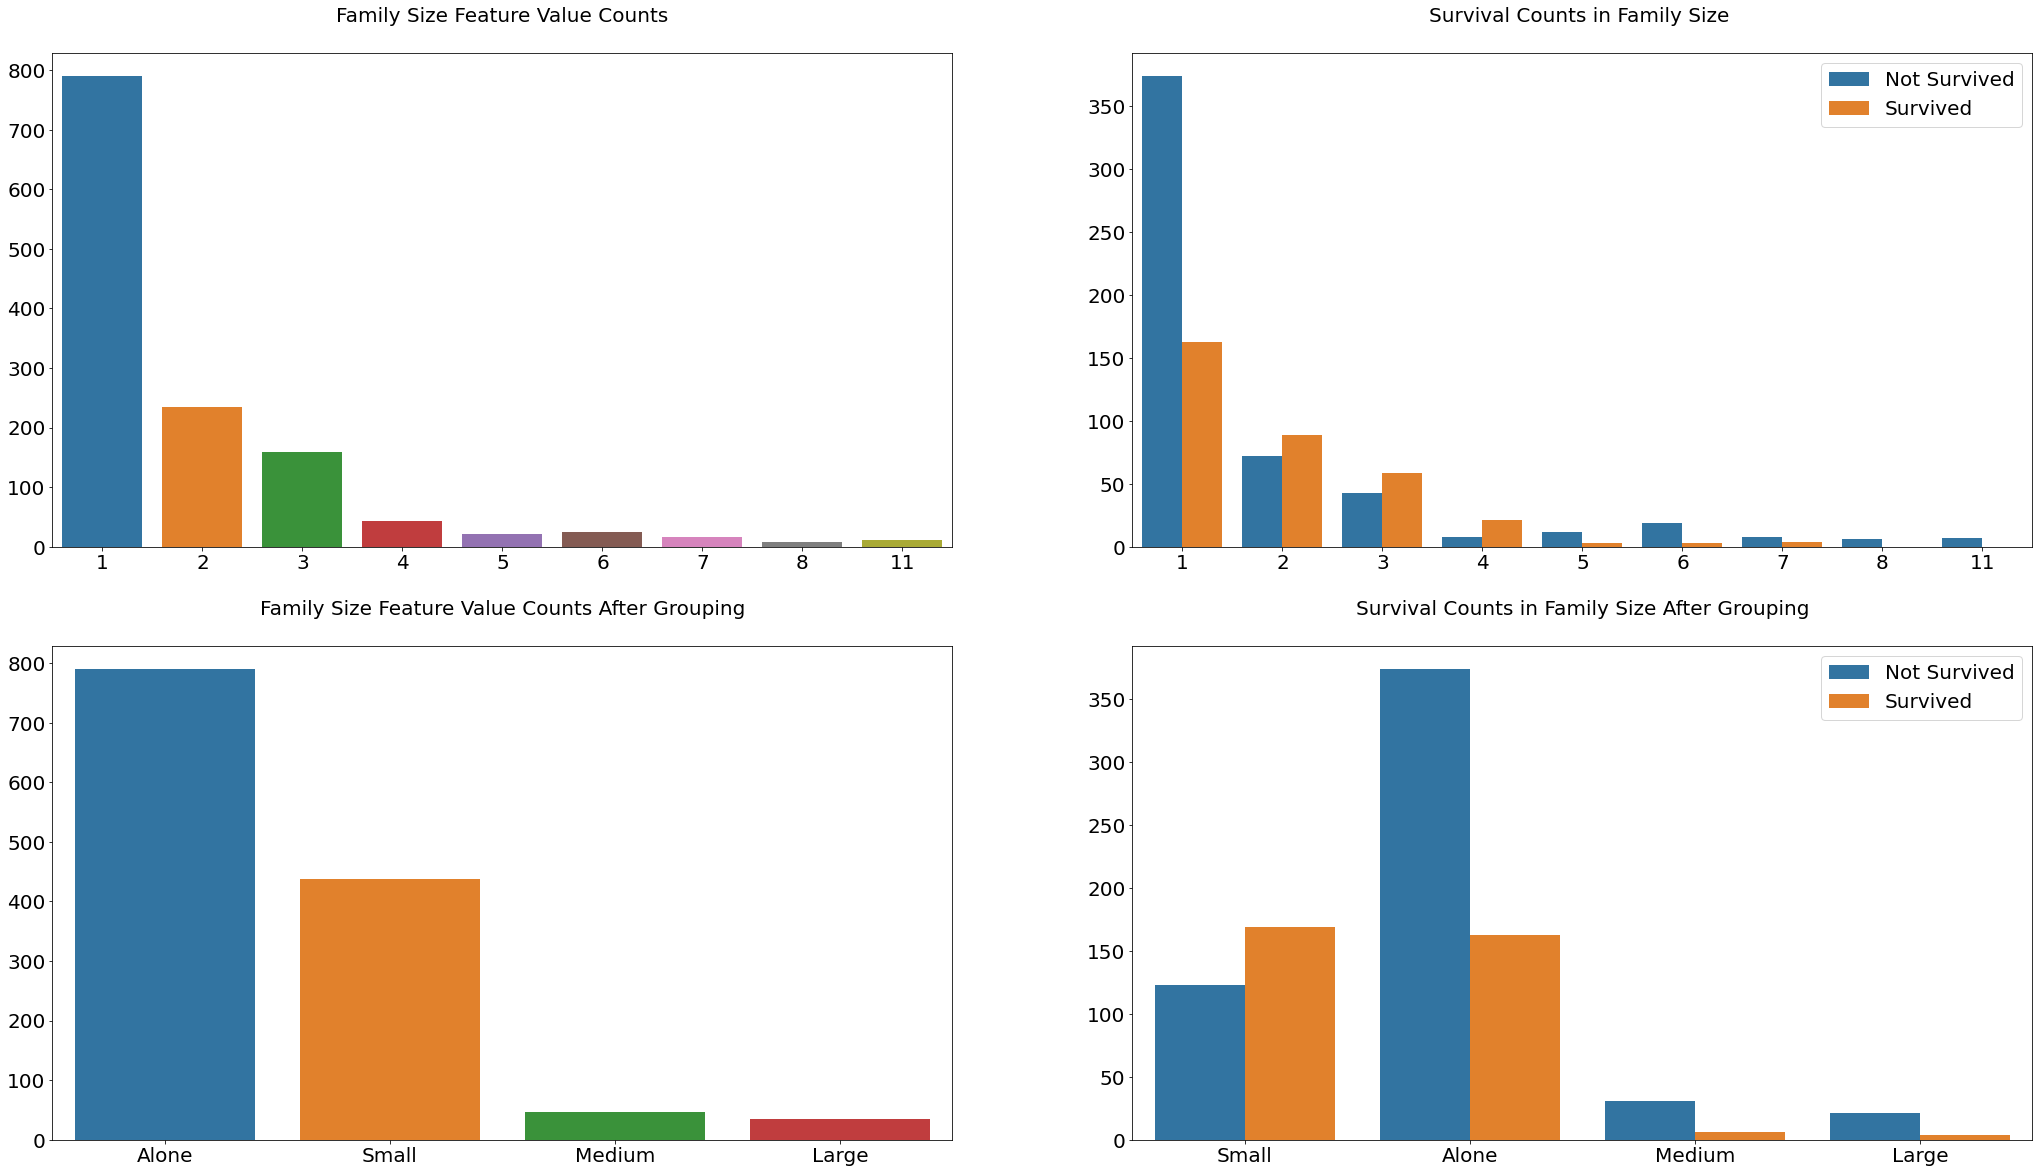 Family Size Feature Value Counts
800
700
600
500
400
300
200
100
0
1 2 3 4 5 6 7 8 11
Survival Counts in Family Size
Not Survived
Survived
350
300
250
200
150
100
50
0
1 2 3 4 5 6 7 8 11
Family Size Feature Value Counts After Grouping
800
700
600
500
400
300
200
100
0
Alone Small Medium Large
Survival Counts in Family Size After Grouping
Not Survived
Survived
350
300
250
200
150
100
50
0
Small Alone Medium Large